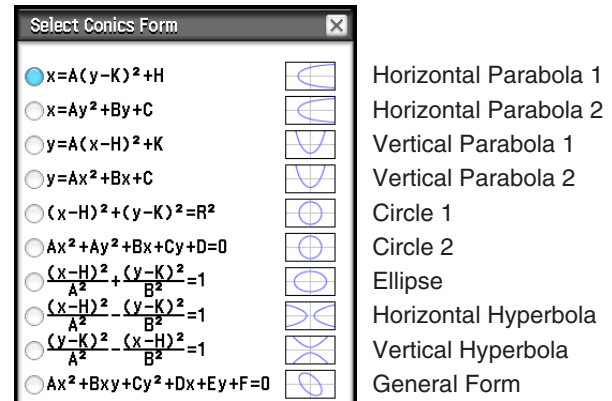 Select Conics Form
x=A(y-K)²+H Horizontal Parabola 1
x=Ay²+By+C Horizontal Parabola 2
y=A(x-H)²+K Vertical Parabola 1
y=Ax²+Bx+C Vertical Parabola 2
(x-H)²+(y-K)²=R² Circle 1
Ax²+Ay²+Bx+Cy+D=0 Circle 2
(x-H)²/A²+(y-K)²/B²=1 Ellipse
(x-H)²/A²-(y-K)²/B²=1 Horizontal Hyperbola
(y-K)²/A²-(x-H)²/B²=1 Vertical Hyperbola
Ax²+Bxy+Cy²+Dx+Ey+F=0 General Form